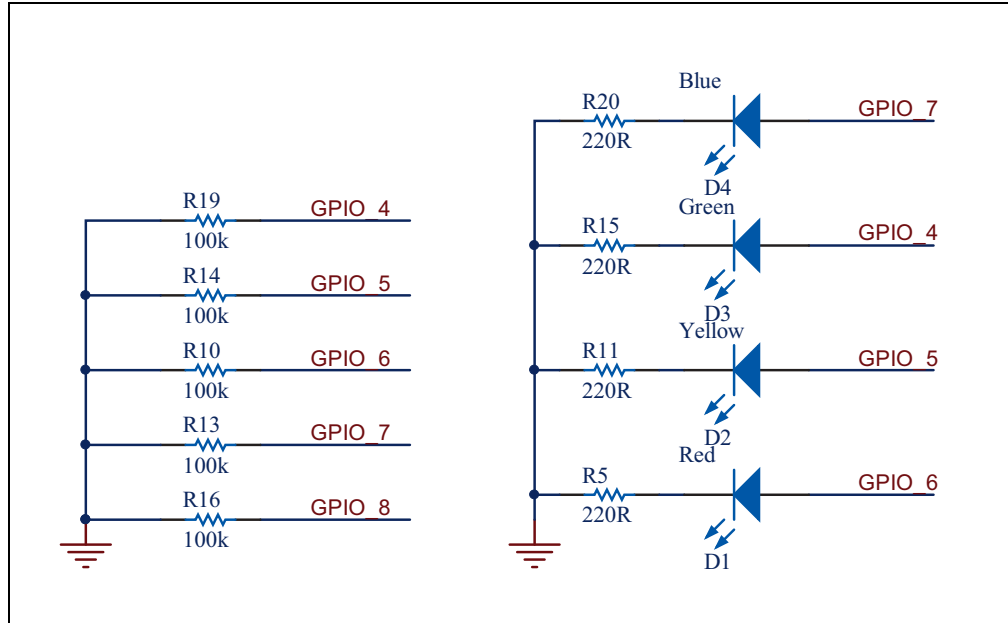 R19
GPIO_4
100k
R14
GPIO_5
100k
R10
GPIO_6
100k
R13
GPIO_7
100k
R16
GPIO_8
100k
Blue
R20
GPIO_7
220R
D4
Green
R15
GPIO_4
220R
D3
Yellow
R11
GPIO_5
220R
D2
Red
R5
GPIO_6
220R
D1